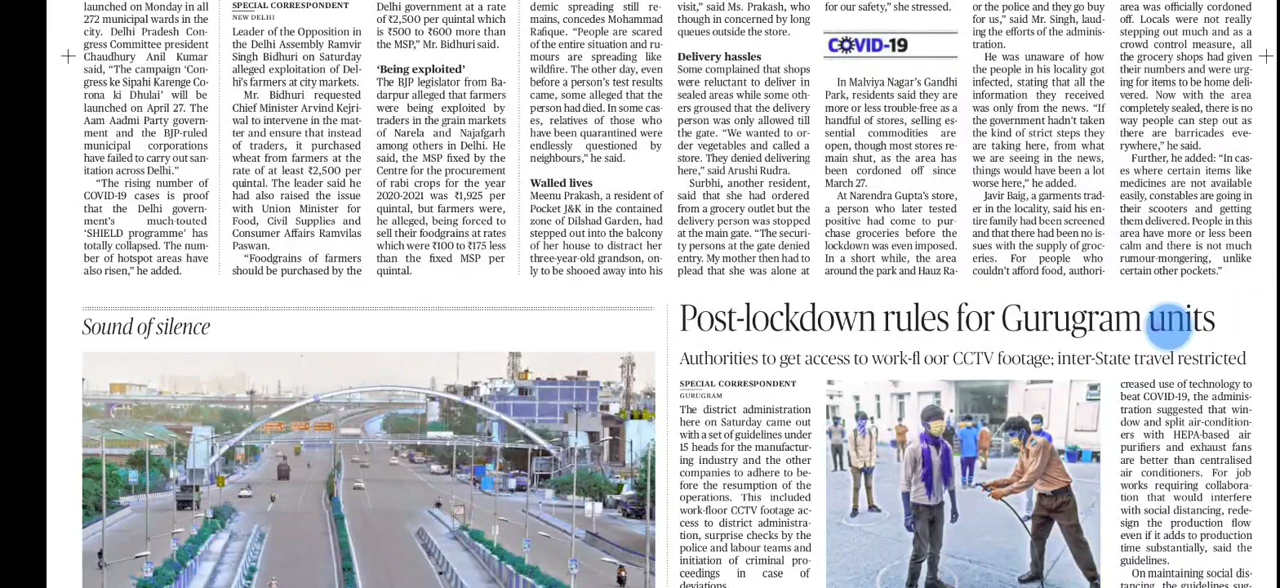 launched on Monday in all
272 municipal wards in the
city. Delhi Pradesh Con-
gress Committee president
Chaudhury Anil Kumar
said, “The campaign ‘Con-
gress ke Sipahi Karenge Co-
rona ki Dhulai’ will be
launched on April 27. The
Aam Aadmi Party govern-
ment and the BJP-ruled
municipal corporations
have failed to carry out san-
itation across Delhi.”
“The rising number of
COVID-19 cases is proof
that the Delhi govern-
ment’s much-touted
‘SHIELD programme’ has
totally collapsed. The num-
ber of hotspot areas have
also risen,” he added.
SPECIAL CORRESPONDENT
NEW DELHI
Leader of the Opposition in
the Delhi Assembly Ramvir
Singh Bidhuri on Saturday
alleged exploitation of Del-
hi’s farmers at city markets.
Mr. Bidhuri requested
Chief Minister Arvind Kejri-
wal to intervene in the mat-
ter and ensure that instead
of traders, it purchased
wheat from farmers at the
rate of at least ₹2,500 per
quintal. The leader said he
had also raised the issue
with Union Minister for
Food, Civil Supplies and
Consumer Affairs Ramvilas
Paswan.
“Foodgrains of farmers
should be purchased by the
Delhi government at a rate
of ₹2,500 per quintal which
is ₹500 to ₹600 more than
the MSP,” Mr. Bidhuri said.
‘Being exploited’
The BJP legislator from Ba-
darpur alleged that farmers
were being exploited by
traders in the grain markets
of Narela and Najafgarh
among others in Delhi. He
said, the MSP fixed by the
Centre for the procurement
of rabi crops for the year
2020-2021 was ₹1,925 per
quintal, but farmers were,
he alleged, being forced to
sell their foodgrains at rates
which were ₹100 to ₹175 less
than the fixed MSP per
quintal.
demic spreading still re-
mains, concedes Mohammad
Rafique. “People are scared
of the entire situation and ru-
mours are spreading like
wildfire. The other day, even
before a person’s test results
came, some alleged that the
person had died. In some cas-
es, relatives of those who
have been quarantined were
endlessly questioned by
neighbours,” he said.
Walled lives
Meenu Prakash, a resident of
Pocket J&K in the contained
zone of Dilshad Garden, had
stepped out into the balcony
of her house to distract her
three-year-old grandson, on-
ly to be shooed away into his
visit,” said Ms. Prakash, who
though in concerned by long
queues outside the store.
Delivery hassles
Some complained that shops
were reluctant to deliver in
sealed areas while some oth-
ers groused that the delivery
person was only allowed till
the gate. “We wanted to or-
der vegetables and called a
store. They denied delivering
here,” said Arushi Rudra.
Surbhi, another resident,
said that she had ordered
from a grocery outlet but the
delivery person was stopped
at the main gate. “The securi-
ty persons at the gate denied
entry. My mother then had to
plead that she was alone at
for our safety,” she stressed.
COVID-19
In Malviya Nagar’s Gandhi
Park, residents said they are
more or less trouble-free as a
handful of stores, selling es-
sential commodities are
open, though most stores re-
main shut, as the area has
been cordoned off since
March 27.
At Narendra Gupta’s store,
a person who later tested
positive had come to pur-
chase groceries before the
lockdown was even imposed.
In a short while, the area
around the park and Hauz Ra-
or the police and they go buy
for us,” said Mr. Singh, laud-
ing the efforts of the adminis-
tration.
He was unaware of how
the people in his locality got
infected, stating that all the
information they received
was only from the news. “If
the government hadn’t taken
the kind of strict steps they
are taking here, from what
we are seeing in the news,
things would have been a lot
worse here,” he added.
Javir Baig, a garments trad-
er in the locality, said his en-
tire family had been screened
and that there had been no is-
sues with the supply of groc-
eries. For people who
couldn’t afford food, authori-
area was officially cordoned
off. Locals were not really
stepping out much and as a
crowd control measure, all
the grocery shops had given
their numbers and were urg-
ing for items to be home deli-
vered. Now with the area
completely sealed, there is no
way people can step out as
there are barricades eve-
rywhere,” he said.
Further, he added: “In cas-
es where certain items like
medicines are not available
easily, constables are going in
their scooters and getting
them delivered. People in this
area have more or less been
calm and there is not much
rumour-mongering, unlike
certain other pockets.”
Sound of silence
Post-lockdown rules for Gurugram units
Authorities to get access to work-fl oor CCTV footage; inter-State travel restricted
SPECIAL CORRESPONDENT
GURUGRAM
The district administration
here on Saturday came out
with a set of guidelines under
15 heads for the manufactur-
ing industry and the other
companies to adhere to be-
fore the resumption of the
operations. This included
work-floor CCTV footage ac-
cess to district administra-
tion, surprise checks by the
police and labour teams and
initiation of criminal pro-
ceedings in case of
deviations.
creased use of technology to
beat COVID-19, the adminis-
tration suggested that win-
dow and split air-condition-
ers with HEPA-based air
purifiers and exhaust fans
are better than centralised
air conditioners. For job
works requiring collabora-
tion that would interfere
with social distancing, rede-
sign the production flow
even if it adds to production
time substantially, said the
guidelines.
On maintaining social dis-
tancing, the guidelines sug-